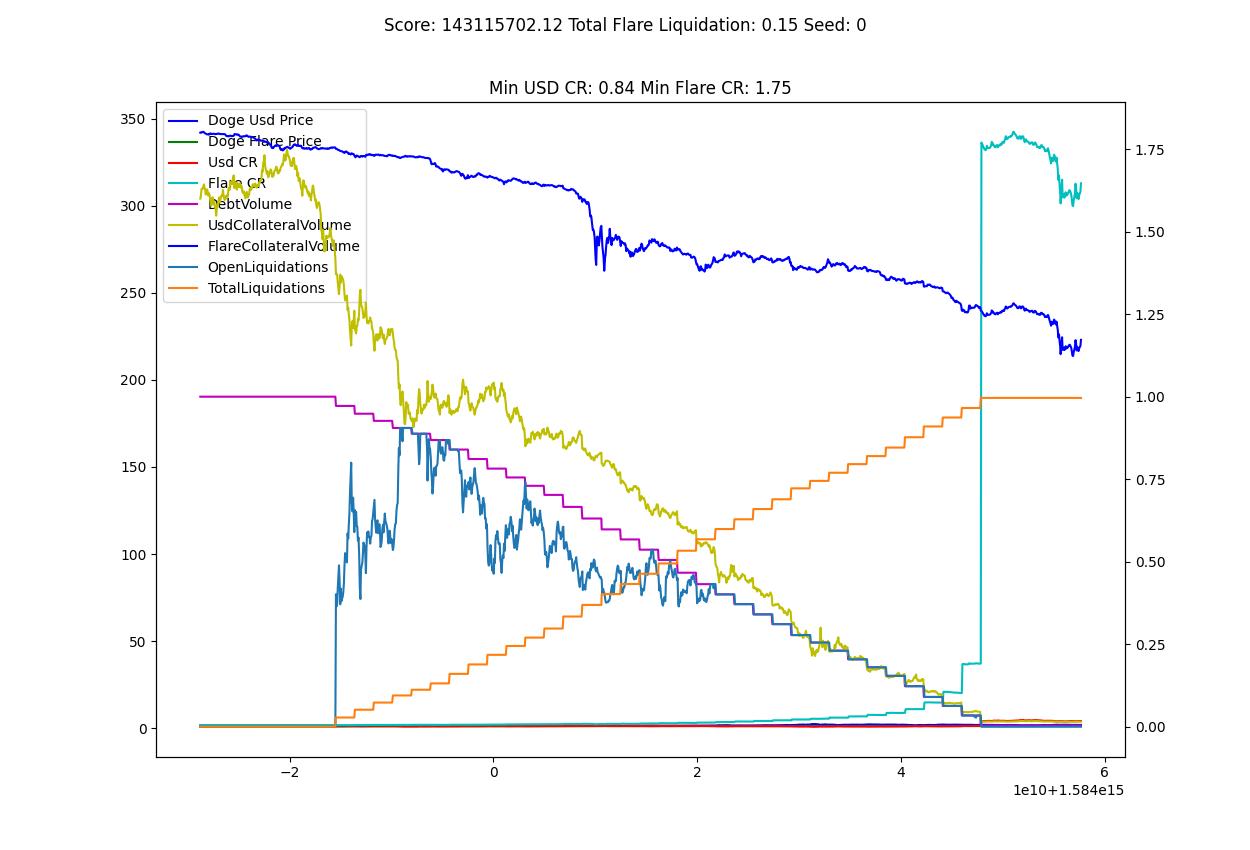 Score: 143115702.12 Total Flare Liquidation: 0.15 Seed: 0
Min USD CR: 0.84 Min Flare CR: 1.75
Doge Usd Price
Doge Flare Price
Usd CR
Flare CR
DebtVolume
UsdCollateralVolume
FlareCollateralVolume
OpenLiquidations
TotalLiquidations
350
300
250
200
150
100
50
0
1.75
1.50
1.25
1.00
0.75
0.50
0.25
0.00
−2 0 2 4 6
1e10+1.584e15